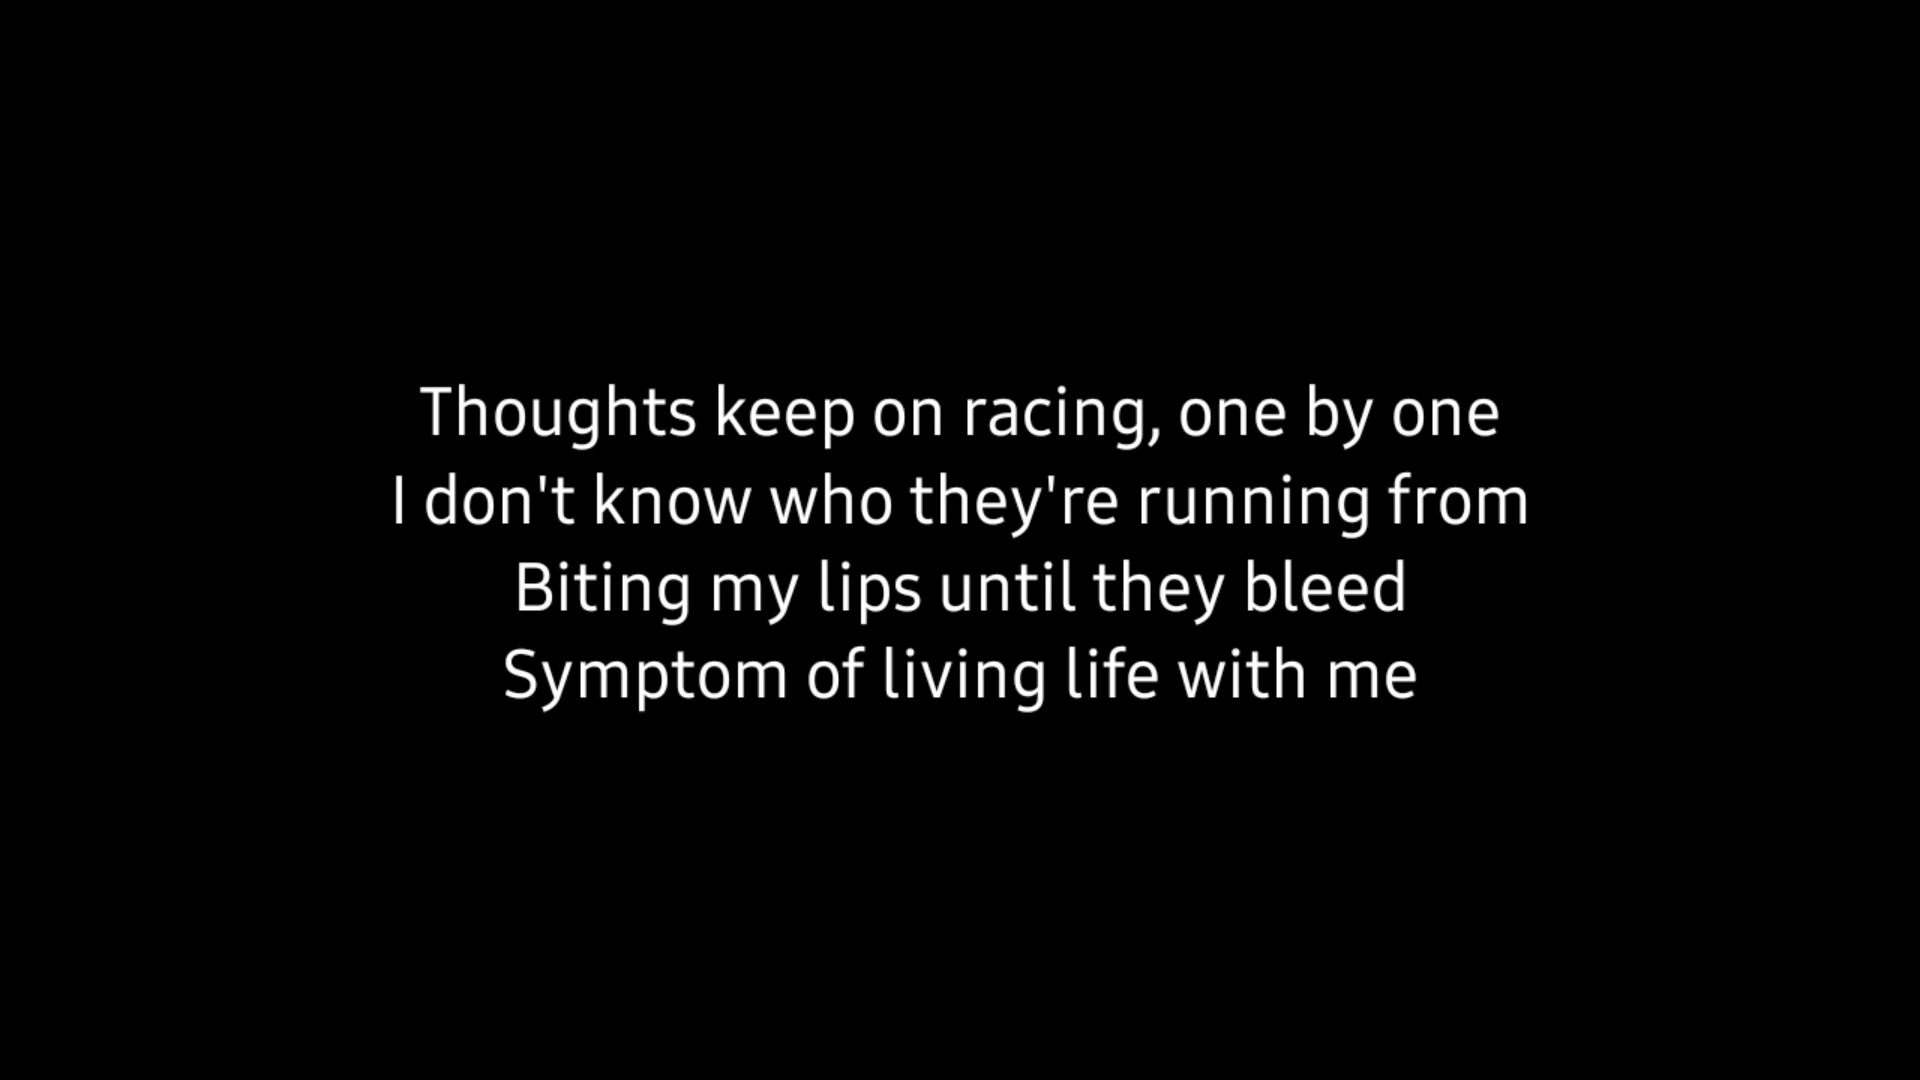 Thoughts keep on racing, one by one
I don't know who they're running from
Biting my lips until they bleed
Symptom of living life with me